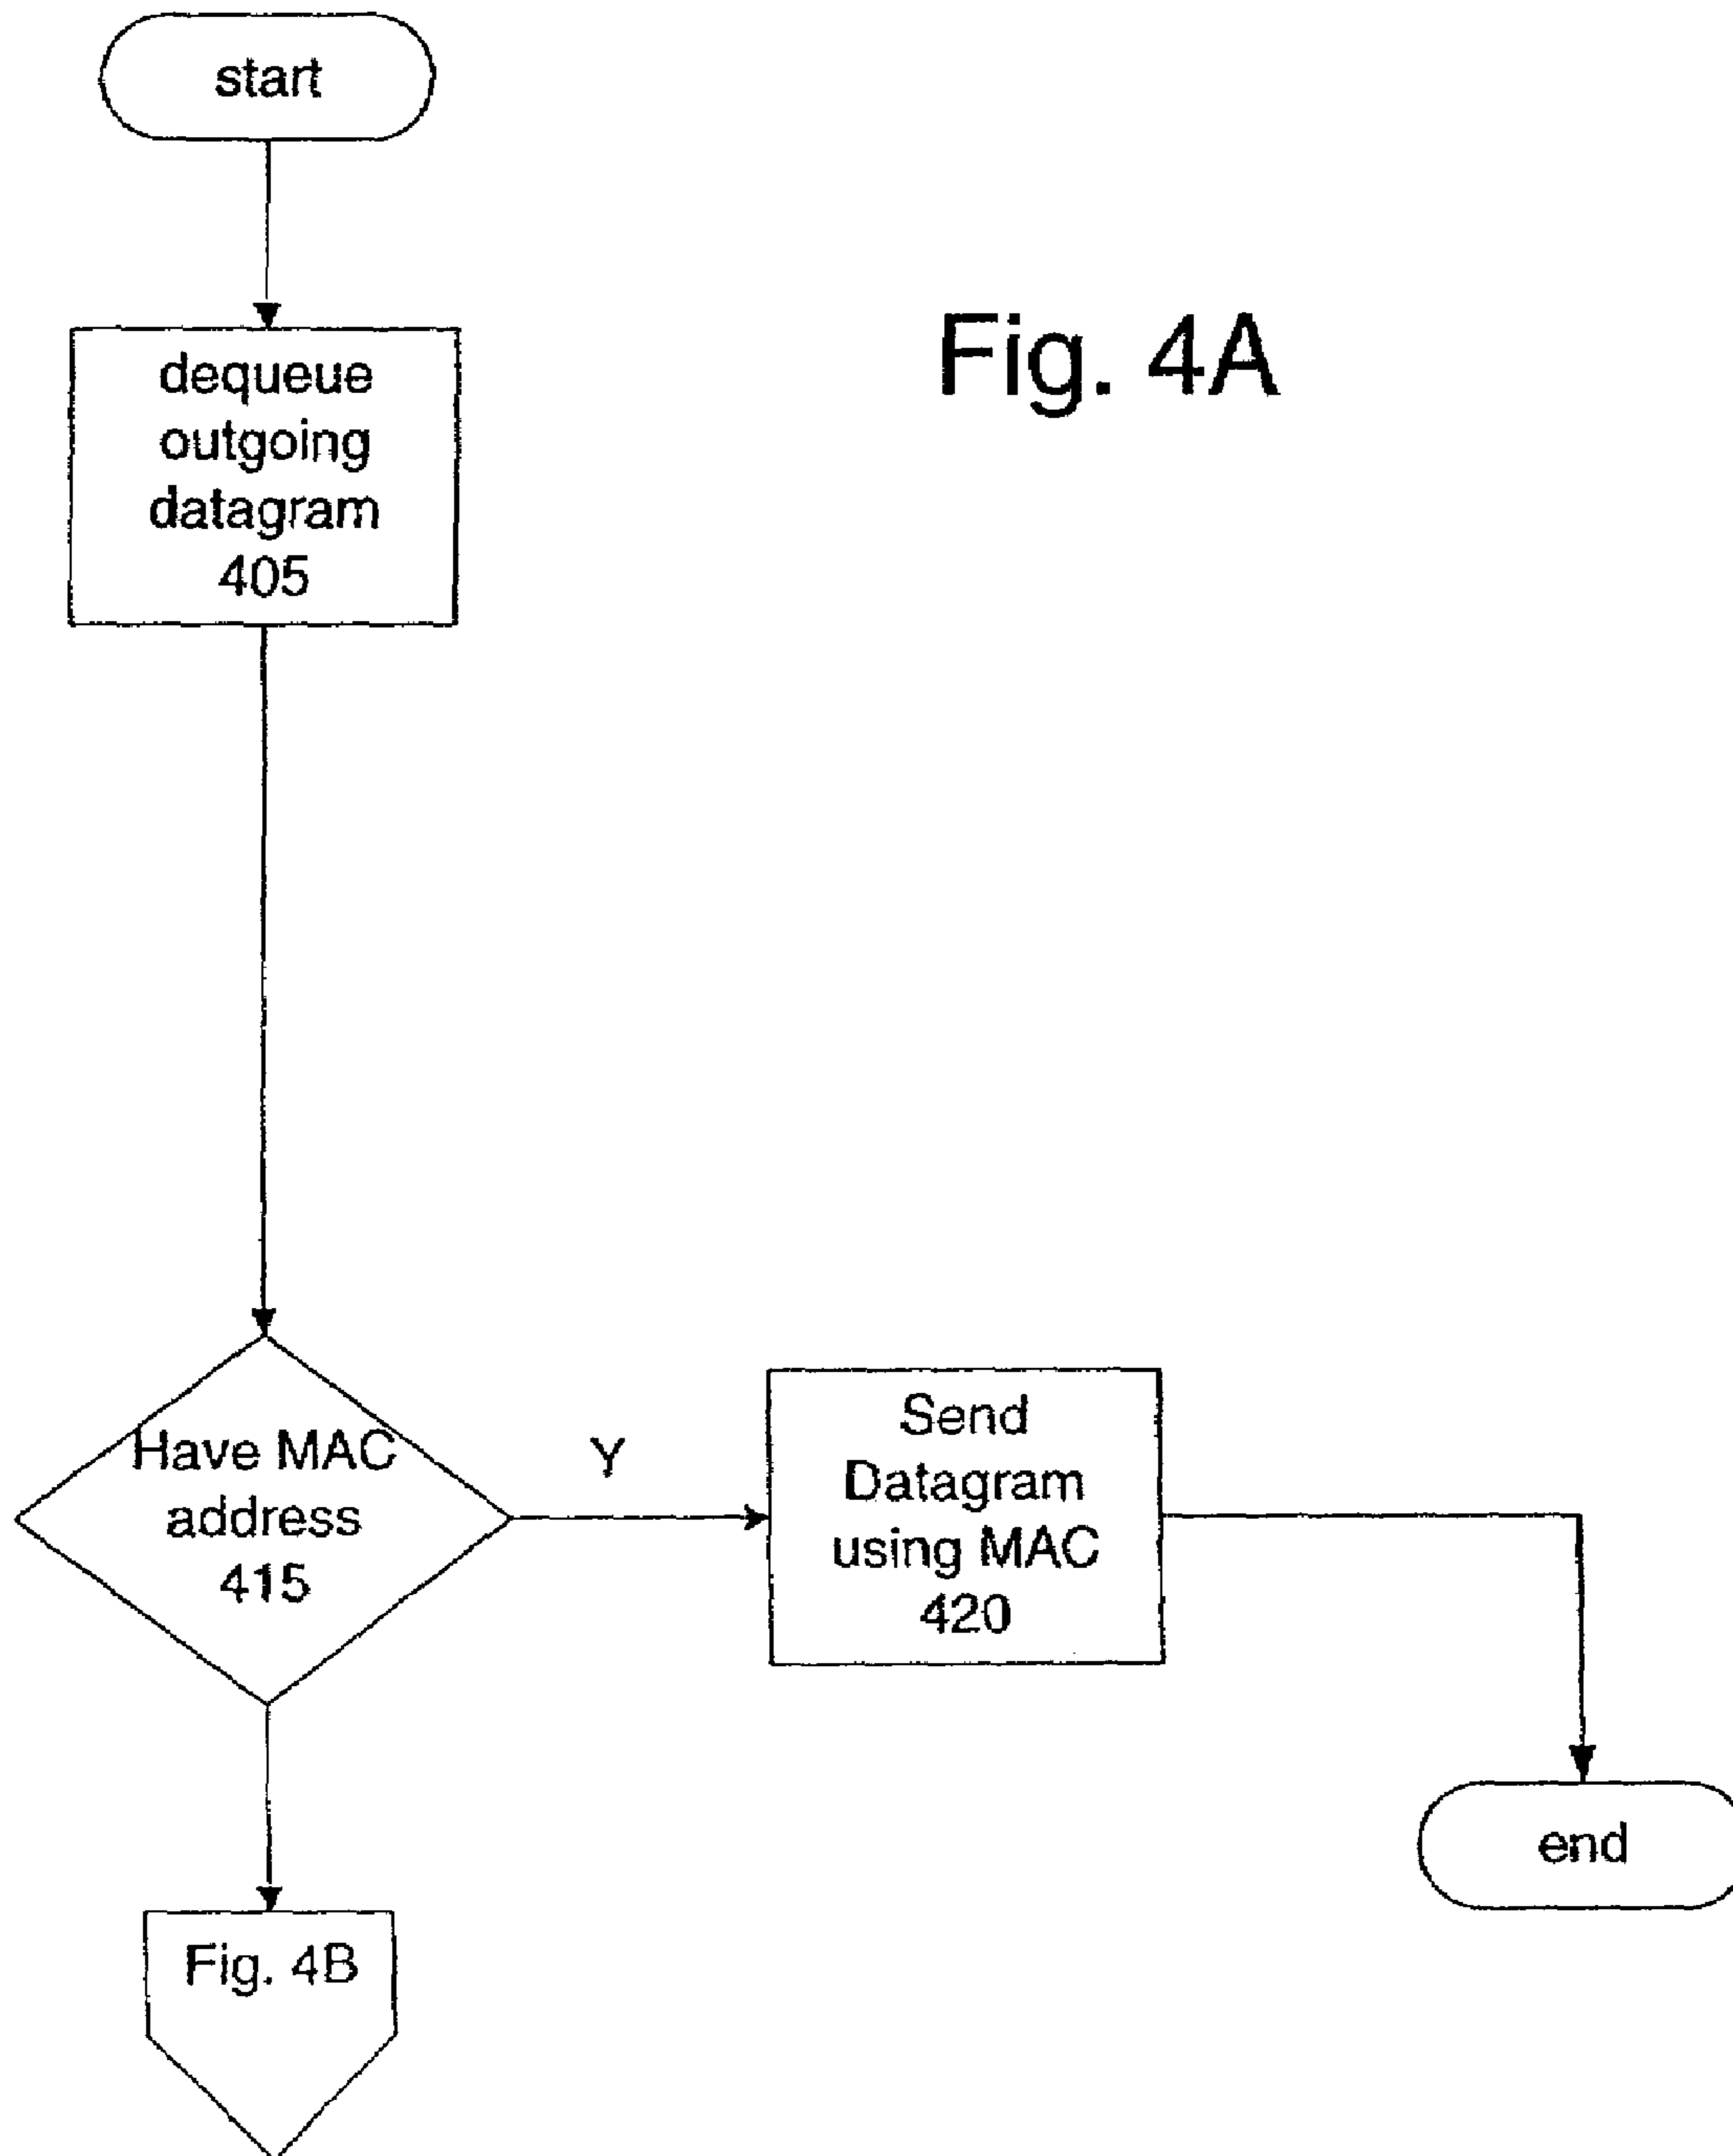 start
Fig. 4A
dequeue
outgoing
datagram
405
Have MAC
address
415
Y
Send
Datagram
using MAC
420
end
Fig. 4B